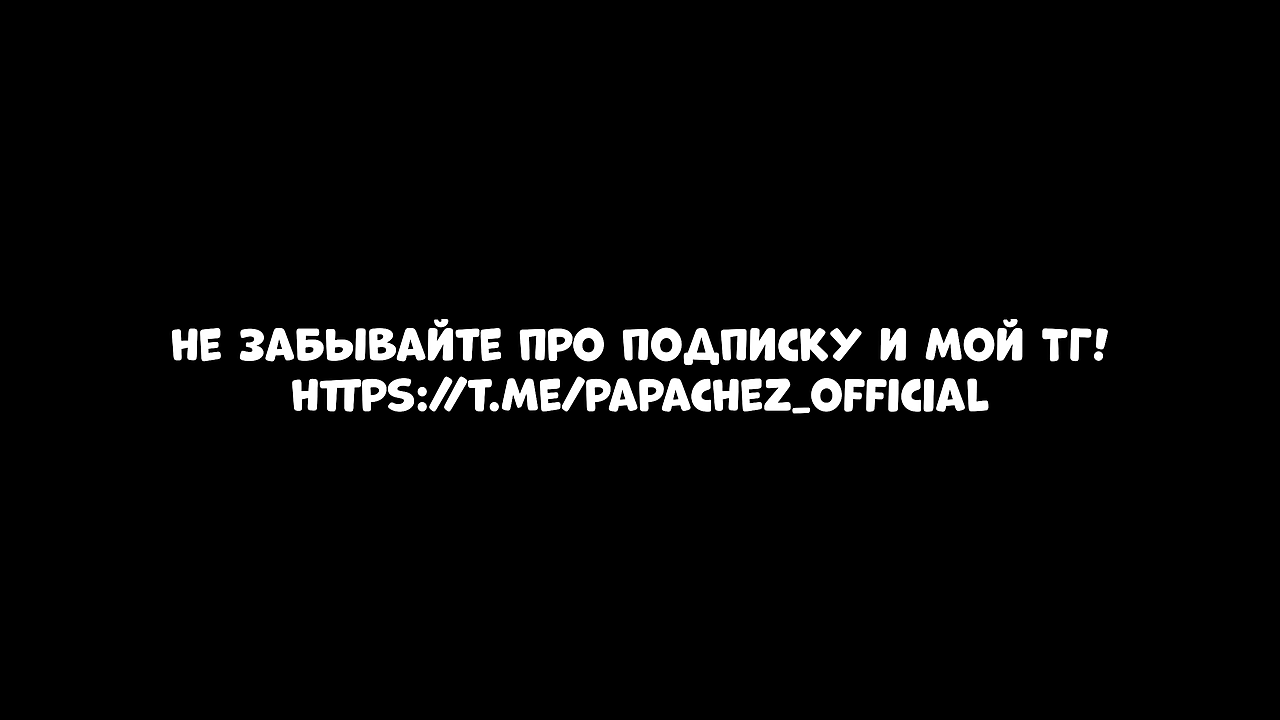 НЕ ЗАБЫВАЙТЕ ПРО ПОДПИСКУ И МОЙ ТГ!
HTTPS://T.ME/PAPACHEZ_OFFICIAL